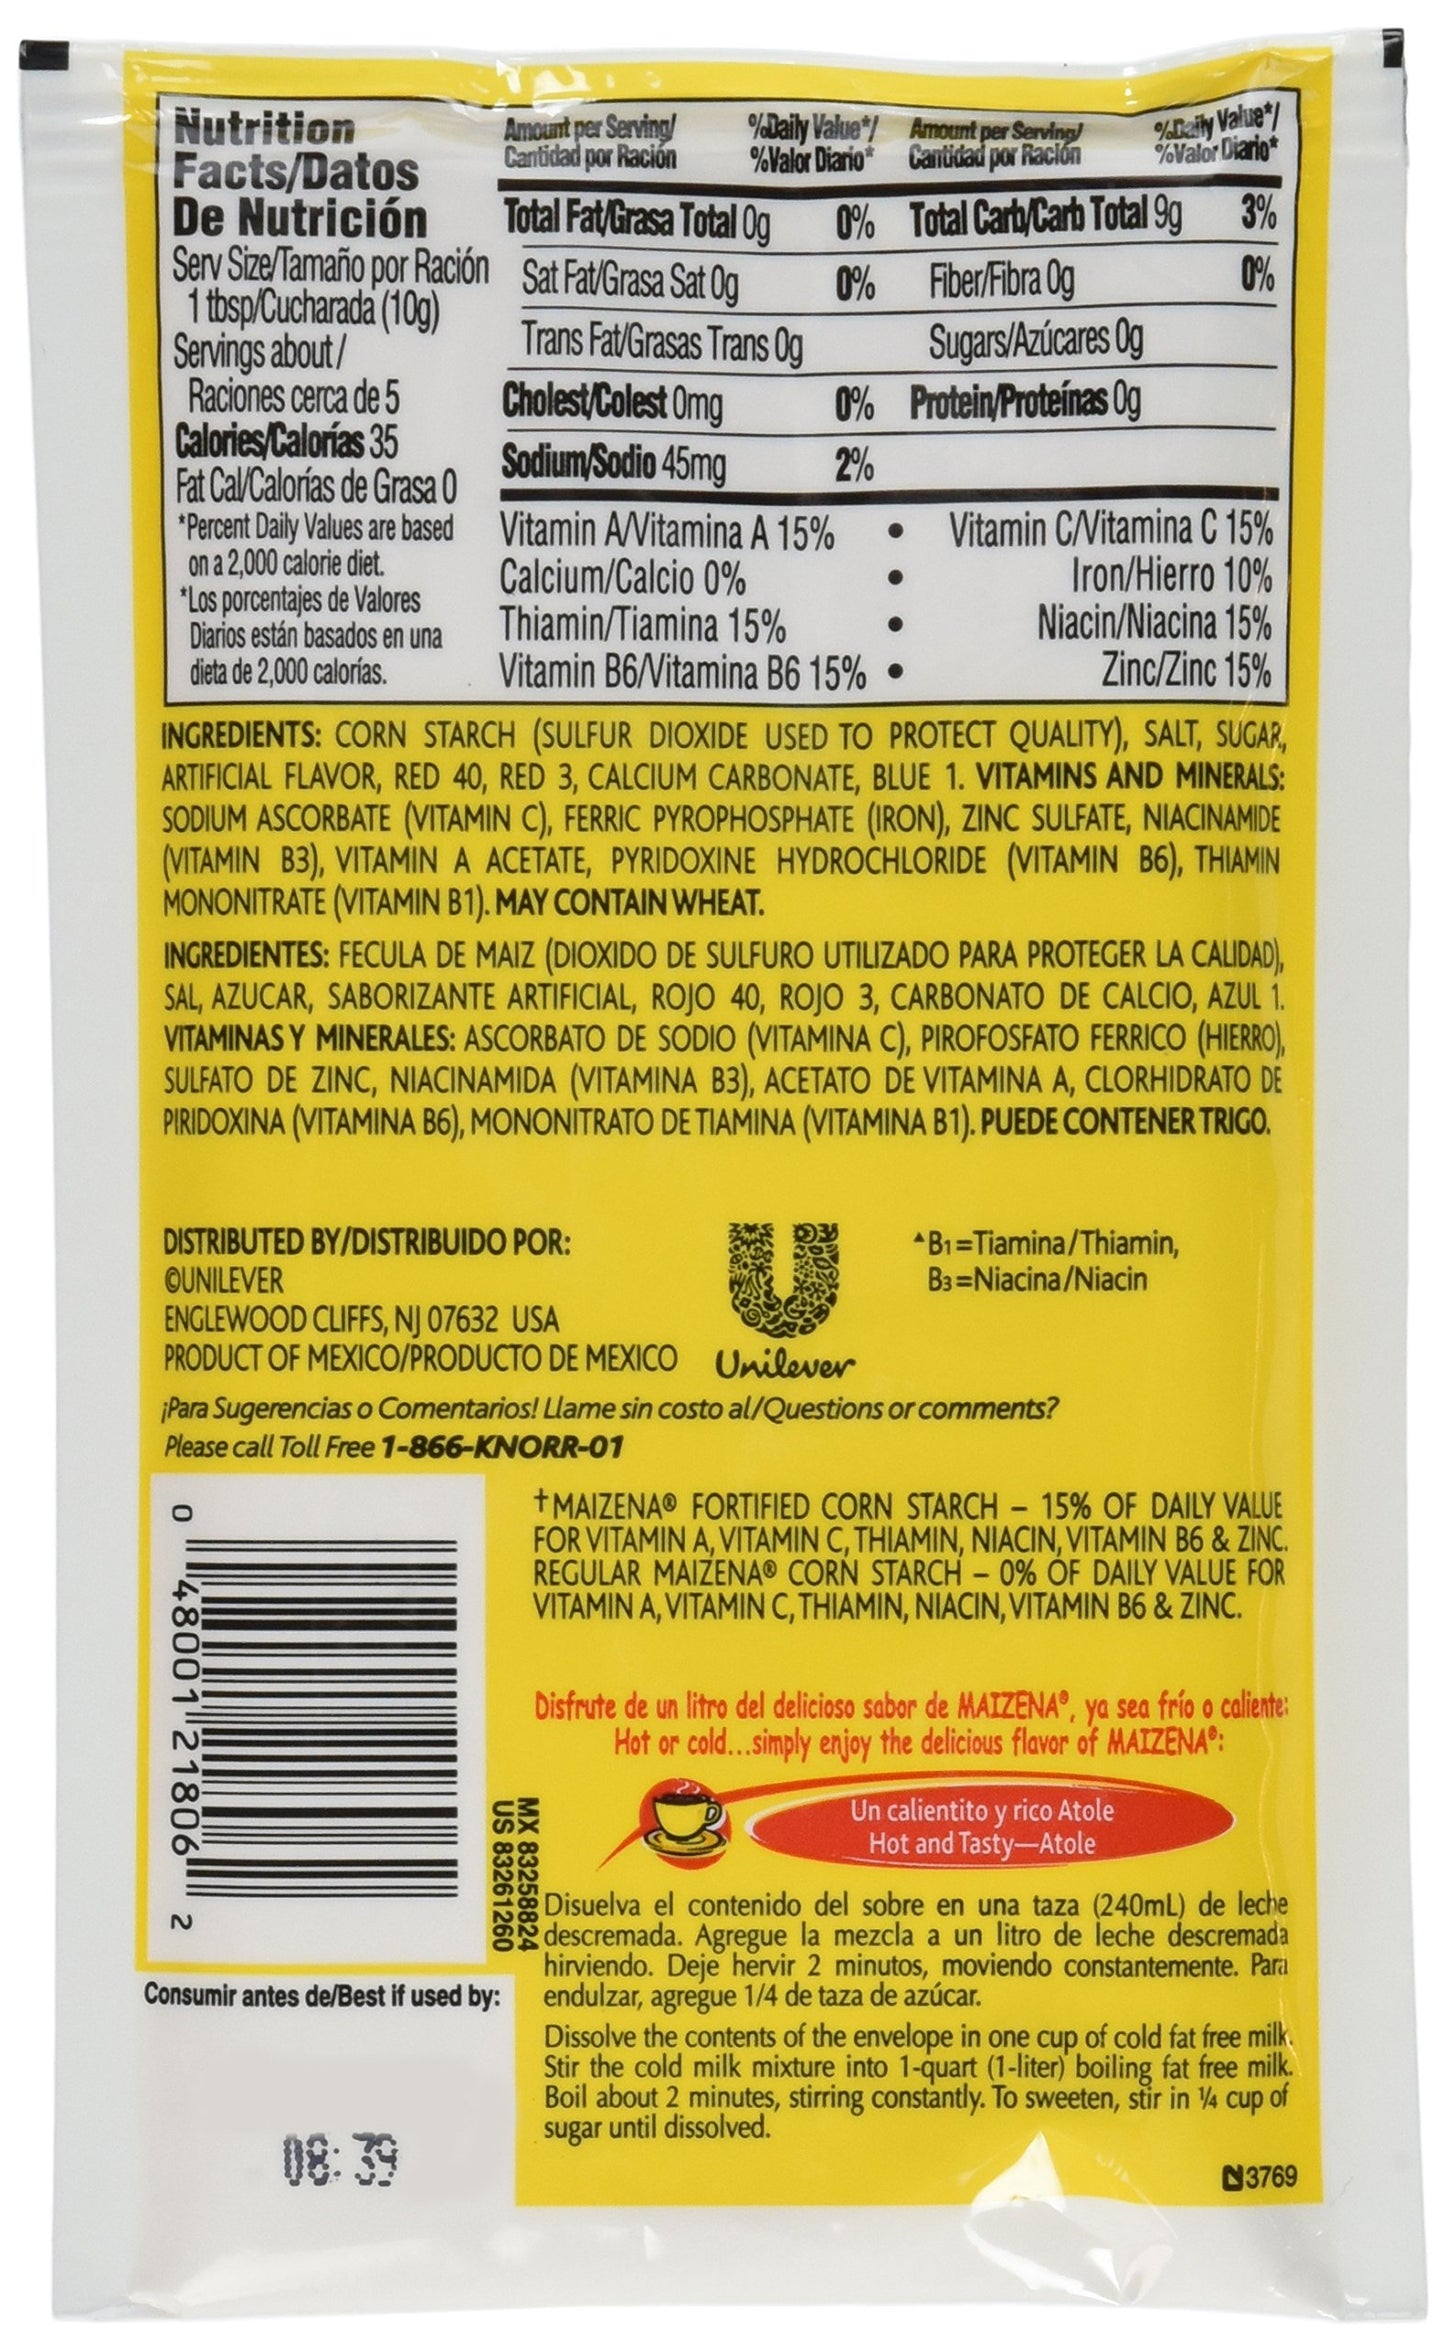 Nutrition
Facts/Datos
De Nutrición
Serv Size/Tamaño por Ración
1 tbsp/Cucharada (10g)
Servings about/
Raciones cerca de 5
Calories/Calorías 35
Fat Cal/Calorías de Grasa 0
*Percent Daily Values are based
on a 2,000 calorie diet.
*Los porcentajes de Valores
Diarios están basados en una
dieta de 2,000 calorías.
Amount per Serving/ %Daily Value*/ Amount per Serving/ %Daily Value*/
Cantidad por Ración %Valor Diario* Cantidad por Ración %Valor Diario*
Total Fat/Grasa Total 0g 0% Total Carb/Carb Total 9g 3%
Sat Fat/Grasa Sat 0g 0% Fiber/Fibra 0g 0%
Trans Fat/Grasas Trans 0g Sugars/Azúcares 0g
Cholest/Colest 0mg 0% Protein/Proteínas 0g
Sodium/Sodio 45mg 2%
Vitamin A/Vitamina A 15% • Vitamin C/Vitamina C 15%
Calcium/Calcio 0% • Iron/Hierro 10%
Thiamin/Tiamina 15% • Niacin/Niacina 15%
Vitamin B6/Vitamina B6 15% • Zinc/Zinc 15%
INGREDIENTS: CORN STARCH (SULFUR DIOXIDE USED TO PROTECT QUALITY), SALT, SUGAR,
ARTIFICIAL FLAVOR, RED 40, RED 3, CALCIUM CARBONATE, BLUE 1. VITAMINS AND MINERALS:
SODIUM ASCORBATE (VITAMIN C), FERRIC PYROPHOSPHATE (IRON), ZINC SULFATE, NIACINAMIDE
(VITAMIN B3), VITAMIN A ACETATE, PYRIDOXINE HYDROCHLORIDE (VITAMIN B6), THIAMIN
MONONITRATE (VITAMIN B1). MAY CONTAIN WHEAT.
INGREDIENTES: FECULA DE MAIZ (DIOXIDO DE SULFURO UTILIZADO PARA PROTEGER LA CALIDAD),
SAL, AZUCAR, SABORIZANTE ARTIFICIAL, ROJO 40, ROJO 3, CARBONATO DE CALCIO, AZUL 1.
VITAMINAS Y MINERALES: ASCORBATO DE SODIO (VITAMINA C), PIROFOSFATO FERRICO (HIERRO),
SULFATO DE ZINC, NIACINAMIDA (VITAMINA B3), ACETATO DE VITAMINA A, CLORHIDRATO DE
PIRIDOXINA (VITAMINA B6), MONONITRATO DE TIAMINA (VITAMINA B1). PUEDE CONTENER TRIGO.
DISTRIBUTED BY/DISTRIBUIDO POR:
©UNILEVER
ENGLEWOOD CLIFFS, NJ 07632 USA
PRODUCT OF MEXICO/PRODUCTO DE MEXICO
Unilever
▲B1=Tiamina/Thiamin,
B3=Niacina/Niacin
¡Para Sugerencias o Comentarios! Llame sin costo al/Questions or comments?
Please call Toll Free 1-866-KNORR-01
0 48001 21806 2
†MAIZENA® FORTIFIED CORN STARCH – 15% OF DAILY VALUE
FOR VITAMIN A, VITAMIN C, THIAMIN, NIACIN, VITAMIN B6 & ZINC.
REGULAR MAIZENA® CORN STARCH – 0% OF DAILY VALUE FOR
VITAMIN A, VITAMIN C, THIAMIN, NIACIN, VITAMIN B6 & ZINC.
Disfrute de un litro del delicioso sabor de MAIZENA®, ya sea frío o caliente:
Hot or cold...simply enjoy the delicious flavor of MAIZENA®:
Un calientito y rico Atole
Hot and Tasty—Atole
MX 83258824
US 83261260
Disuelva el contenido del sobre en una taza (240mL) de leche
descremada. Agregue la mezcla a un litro de leche descremada
hirviendo. Deje hervir 2 minutos, moviendo constantemente. Para
endulzar, agregue 1/4 de taza de azúcar.
Dissolve the contents of the envelope in one cup of cold fat free milk.
Stir the cold milk mixture into 1-quart (1-liter) boiling fat free milk.
Boil about 2 minutes, stirring constantly. To sweeten, stir in ¼ cup of
sugar until dissolved.
Consumir antes de/Best if used by:
08:39
N3769